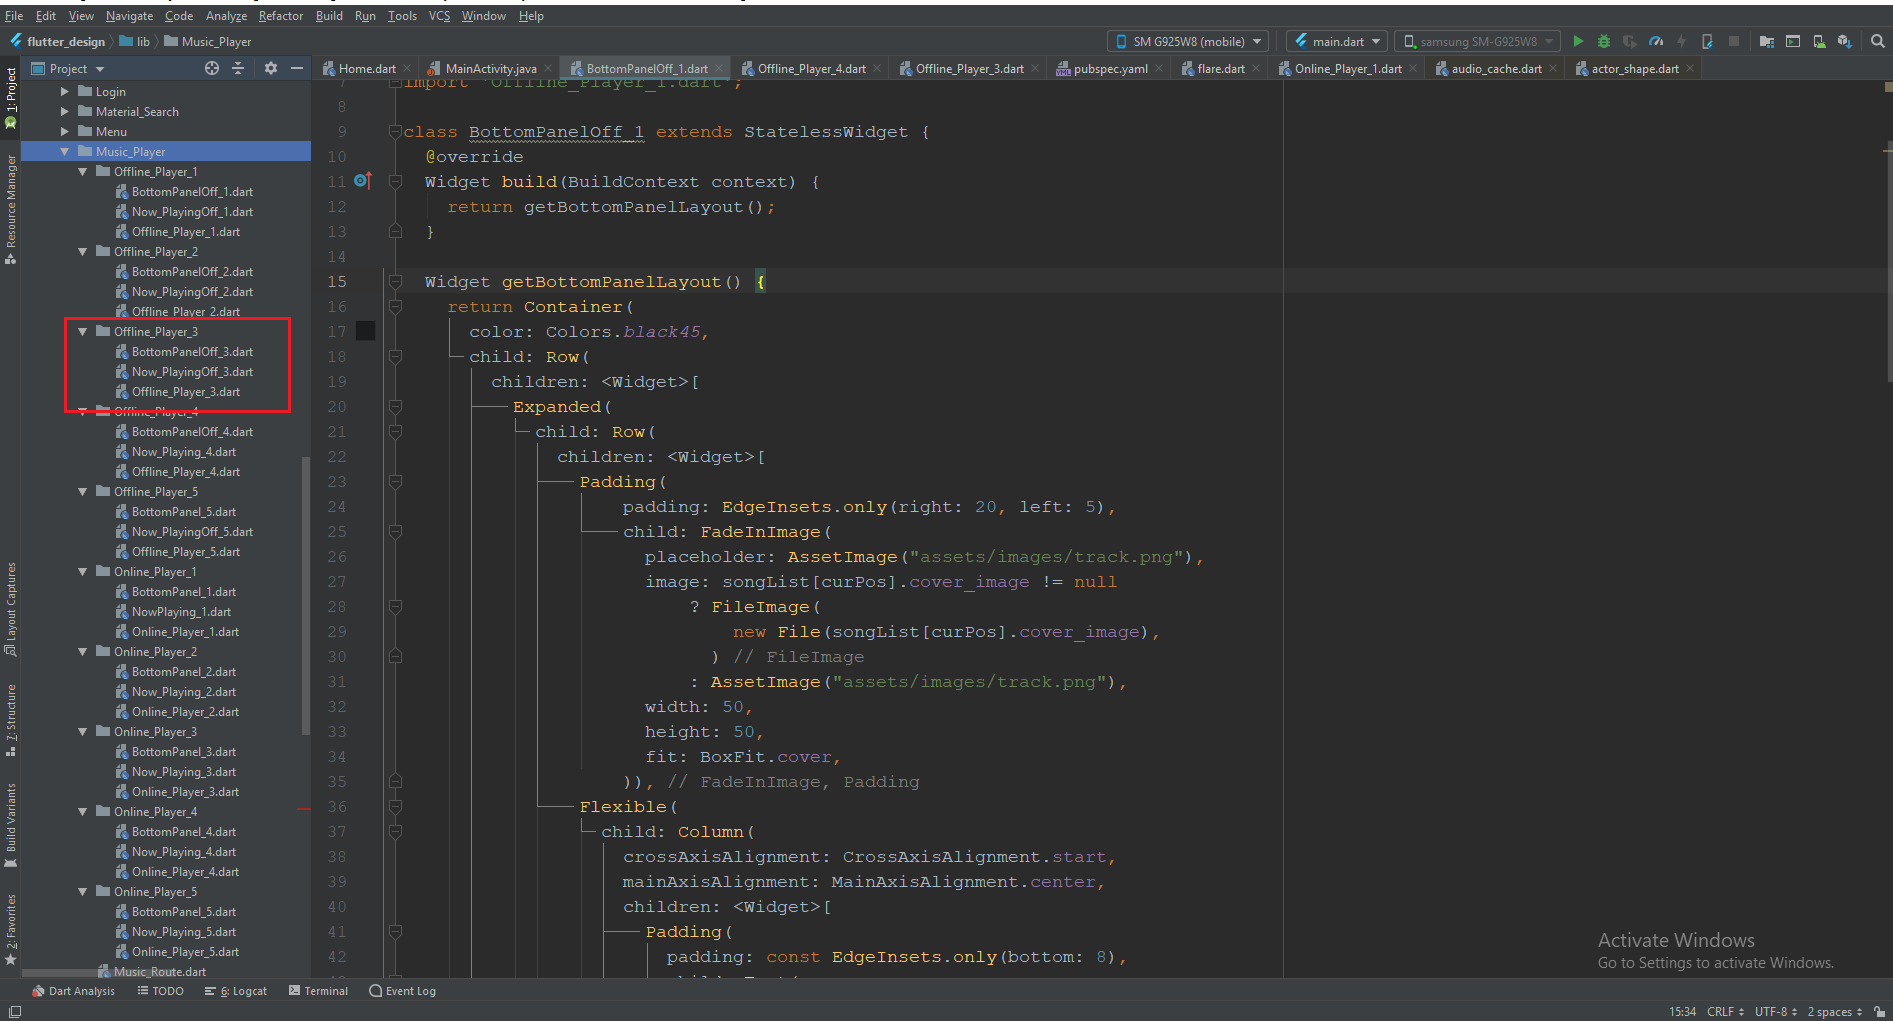 File Edit View Navigate Code Analyze Refactor Build Run Tools VCS Window Help
flutter_design lib Music_Player SM G925W8 (mobile) main.dart samsung SM-G925W8
Project Home.dart MainActivity.java BottomPanelOff_1.dart Offline_Player_4.dart Offline_Player_3.dart pubspec.yaml flare.dart Online_Player_1.dart audio_cache.dart actor_shape.dart
1: Project
Resource Manager
Layout Captures
Z: Structure
Build Variants
2: Favorites
Login
Material_Search
Menu
Music_Player
Offline_Player_1
BottomPanelOff_1.dart
Now_PlayingOff_1.dart
Offline_Player_1.dart
Offline_Player_2
BottomPanelOff_2.dart
Now_PlayingOff_2.dart
Offline_Player_2.dart
Offline_Player_3
BottomPanelOff_3.dart
Now_PlayingOff_3.dart
Offline_Player_3.dart
Offline_Player_4
BottomPanelOff_4.dart
Now_Playing_4.dart
Offline_Player_4.dart
Offline_Player_5
BottomPanel_5.dart
Now_PlayingOff_5.dart
Offline_Player_5.dart
Online_Player_1
BottomPanel_1.dart
NowPlaying_1.dart
Online_Player_1.dart
Online_Player_2
BottomPanel_2.dart
Now_Playing_2.dart
Online_Player_2.dart
Online_Player_3
BottomPanel_3.dart
Now_Playing_3.dart
Online_Player_3.dart
Online_Player_4
BottomPanel_4.dart
Now_Playing_4.dart
Online_Player_4.dart
Online_Player_5
BottomPanel_5.dart
Now_Playing_5.dart
Online_Player_5.dart
Music_Route.dart
7 import 'Offline_Player_1.dart';
8
9 class BottomPanelOff_1 extends StatelessWidget {
10 @override
11 Widget build(BuildContext context) {
12 return getBottomPanelLayout();
13 }
14
15 Widget getBottomPanelLayout() {
16 return Container(
17 color: Colors.black45,
18 child: Row(
19 children: <Widget>[
20 Expanded(
21 child: Row(
22 children: <Widget>[
23 Padding(
24 padding: EdgeInsets.only(right: 20, left: 5),
25 child: FadeInImage(
26 placeholder: AssetImage("assets/images/track.png"),
27 image: songList[curPos].cover_image != null
28 ? FileImage(
29 new File(songList[curPos].cover_image),
30 ) // FileImage
31 : AssetImage("assets/images/track.png"),
32 width: 50,
33 height: 50,
34 fit: BoxFit.cover,
35 )), // FadeInImage, Padding
36 Flexible(
37 child: Column(
38 crossAxisAlignment: CrossAxisAlignment.start,
39 mainAxisAlignment: MainAxisAlignment.center,
40 children: <Widget>[
41 Padding(
42 padding: const EdgeInsets.only(bottom: 8),
Activate Windows
Go to Settings to activate Windows.
Dart Analysis TODO 6: Logcat Terminal Event Log
15:34 CRLF UTF-8 2 spaces